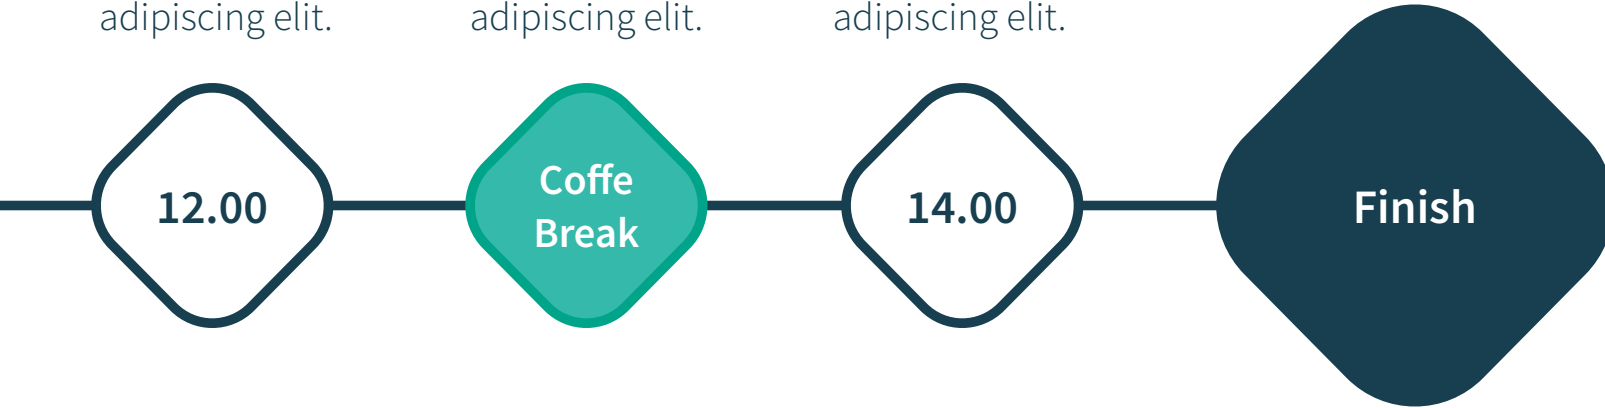 adipiscing elit.
adipiscing elit.
adipiscing elit.
12.00
Coffe
Break
14.00
Finish